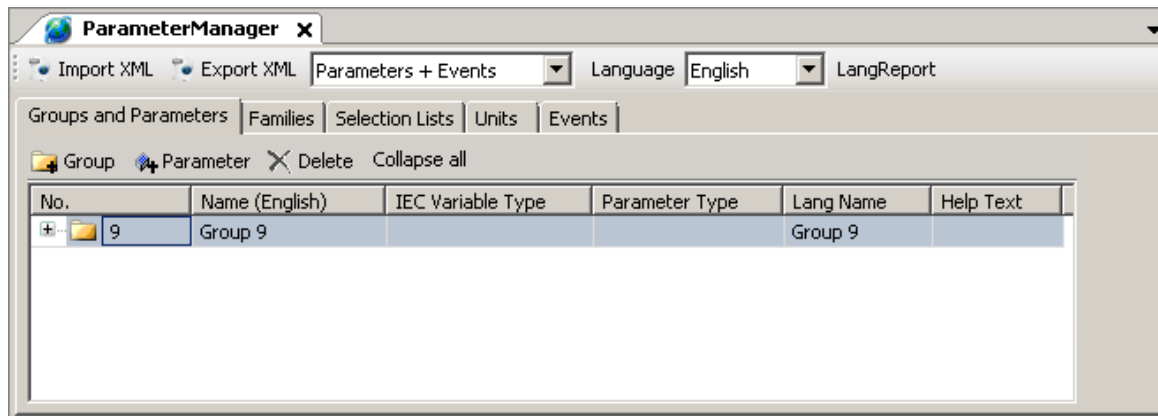 ParameterManager X
Import XML Export XML Parameters + Events Language English LangReport
Groups and Parameters Families Selection Lists Units Events
Group Parameter Delete Collapse all
No. Name (English) IEC Variable Type Parameter Type Lang Name Help Text
9 Group 9 Group 9